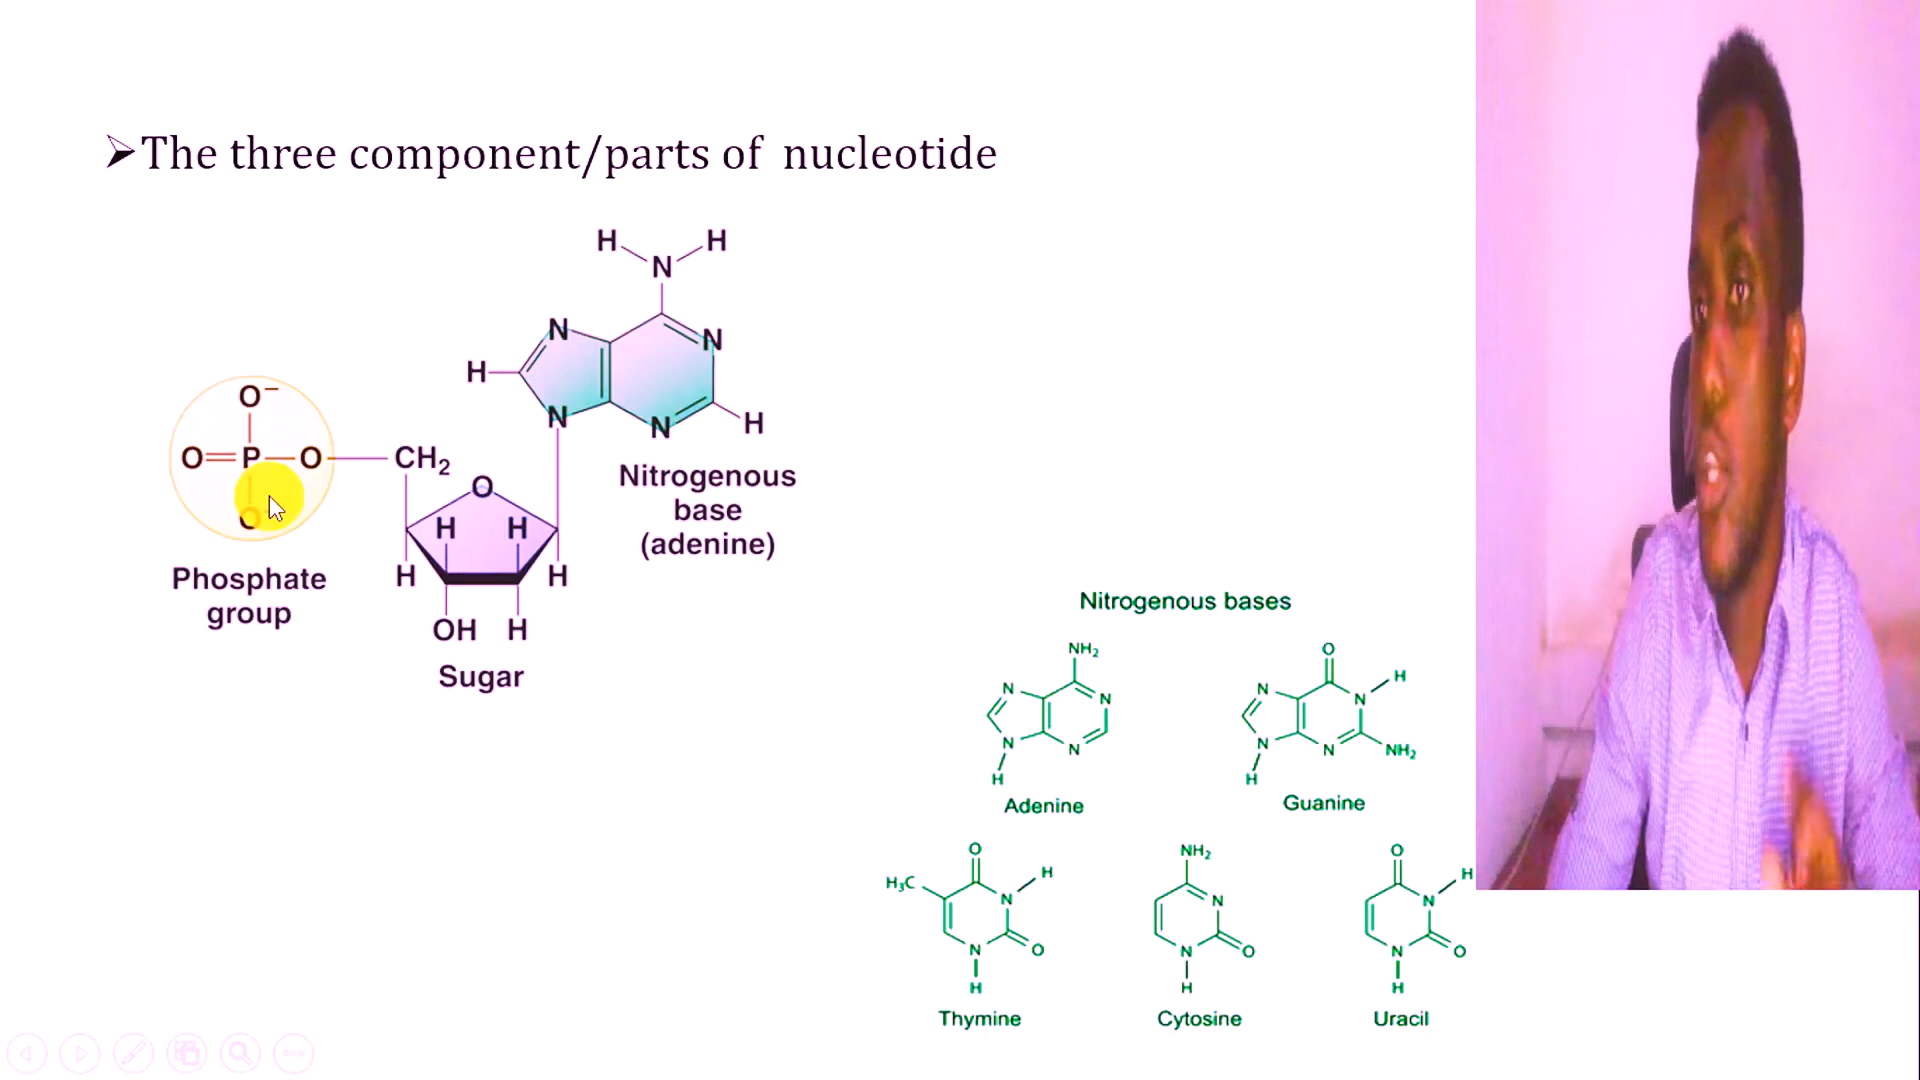 ➢The three component/parts of nucleotide
H H
N
N N
H
N N H
O−
O=P—O—CH₂
O
O−
H H
H H
OH H
Phosphate
group
Sugar
Nitrogenous
base
(adenine)
Nitrogenous bases
NH₂
N N
N N
H
Adenine
O
N N H
N N NH₂
H
Guanine
O
H₃C N H
N O
H
Thymine
NH₂
N
N O
H
Cytosine
O
N H
N O
H
Uracil